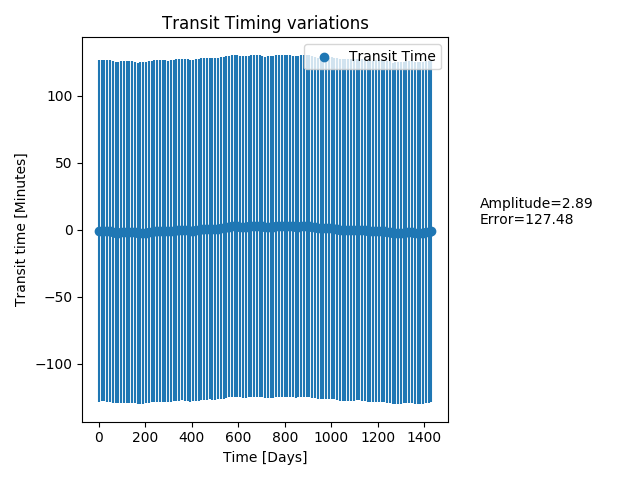 Transit Timing variations
Transit Time
Transit time [Minutes]
100
50
0
−50
−100
0 200 400 600 800 1000 1200 1400
Time [Days]
Amplitude=2.89
Error=127.48